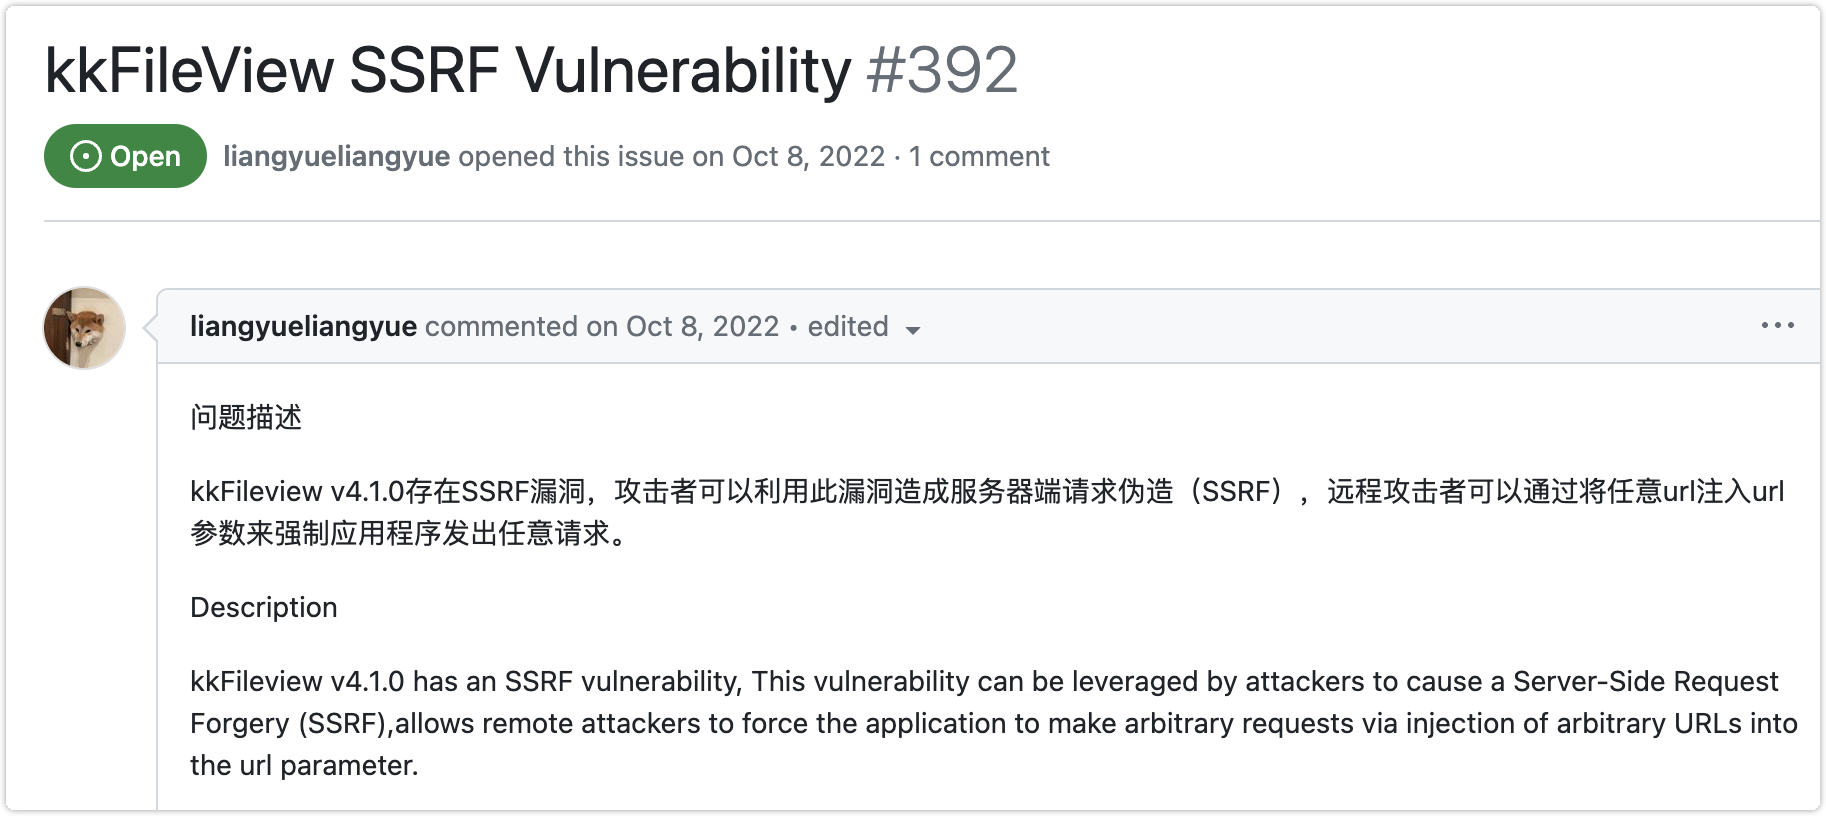 kkFileView SSRF Vulnerability #392
Open liangyueliangyue opened this issue on Oct 8, 2022 · 1 comment
liangyueliangyue commented on Oct 8, 2022 • edited
问题描述
kkFileview v4.1.0存在SSRF漏洞，攻击者可以利用此漏洞造成服务器端请求伪造（SSRF），远程攻击者可以通过将任意url注入url
参数来强制应用程序发出任意请求。
Description
kkFileview v4.1.0 has an SSRF vulnerability, This vulnerability can be leveraged by attackers to cause a Server-Side Request
Forgery (SSRF),allows remote attackers to force the application to make arbitrary requests via injection of arbitrary URLs into
the url parameter.